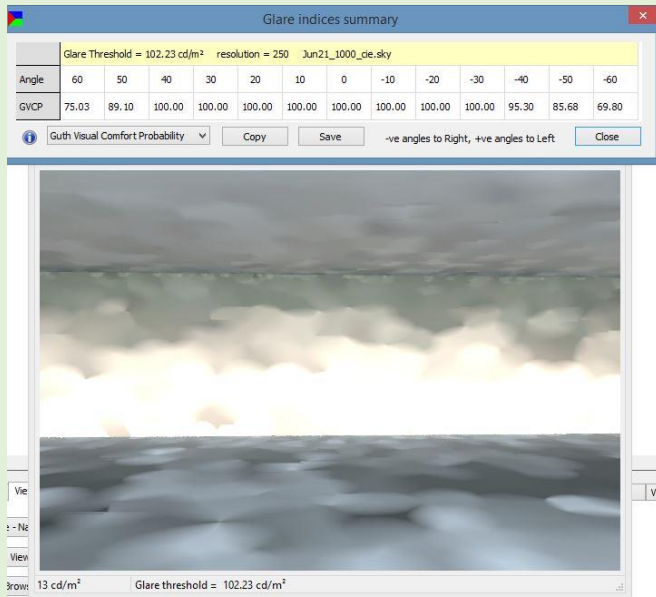 Glare indices summary
Glare Threshold = 102.23 cd/m² resolution = 250 Jun21_1000_cie.sky
Angle 60 50 40 30 20 10 0 -10 -20 -30 -40 -50 -60
GVCP 75.03 89.10 100.00 100.00 100.00 100.00 100.00 100.00 100.00 100.00 95.30 85.68 69.80
Guth Visual Comfort Probability Copy Save -ve angles to Right, +ve angles to Left Close
Vie
e - Na
View
Brows
13 cd/m² Glare threshold = 102.23 cd/m²